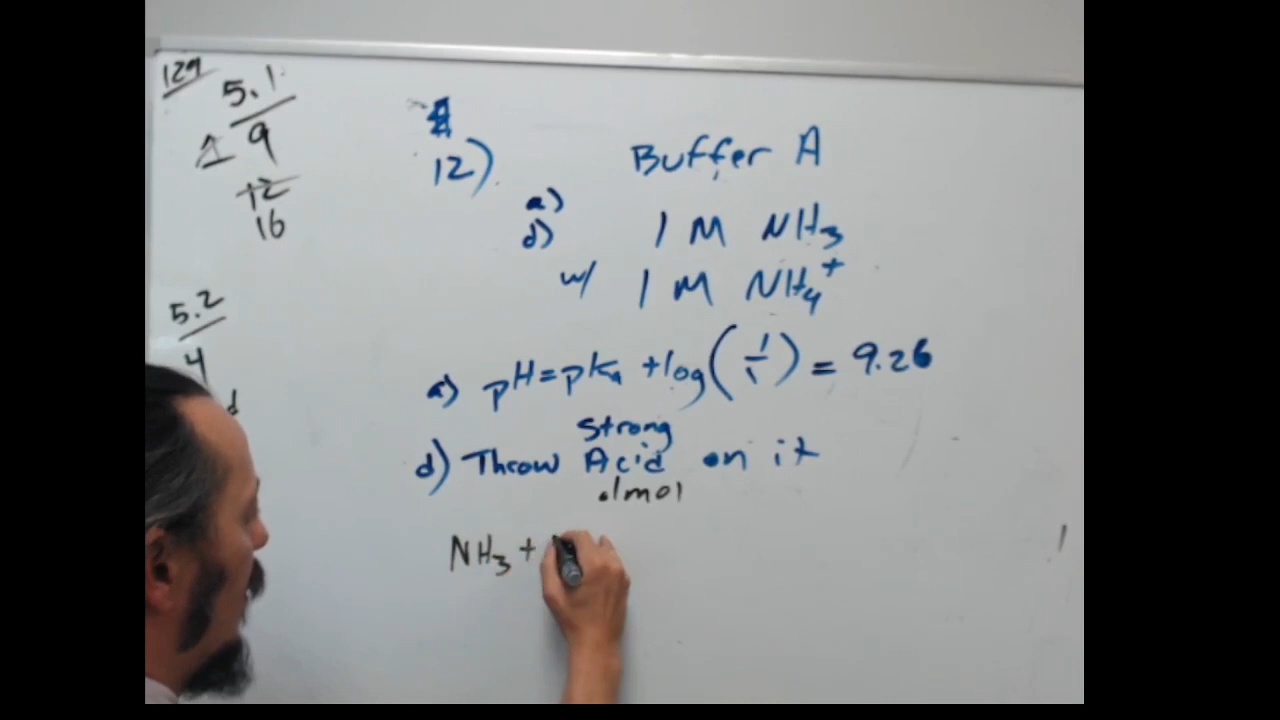 129
5.1
9
12
16
5.2
4
d
12)
Buffer A
a)
d)
1 M NH₃
w/ 1 M NH₄⁺
a) pH = pKa + log(1/1) = 9.26
Strong
d) Throw Acid on it
.1mol
NH₃ +